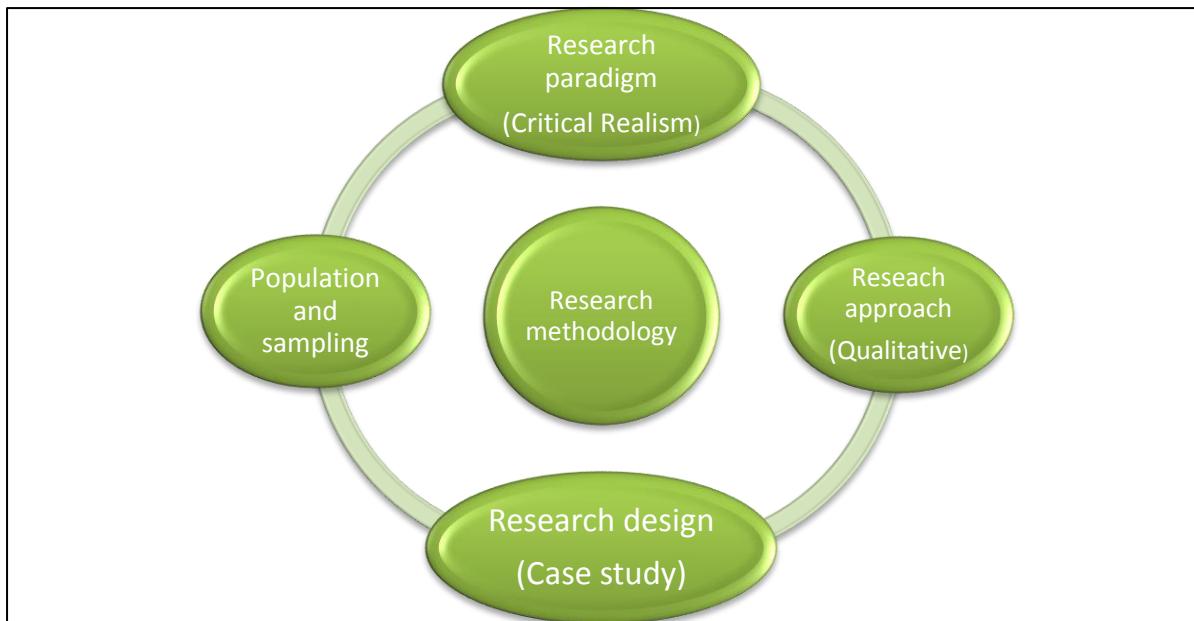 Research
paradigm
(Critical Realism)
Population
and
sampling
Research
methodology
Reseach
approach
(Qualitative)
Research design
(Case study)